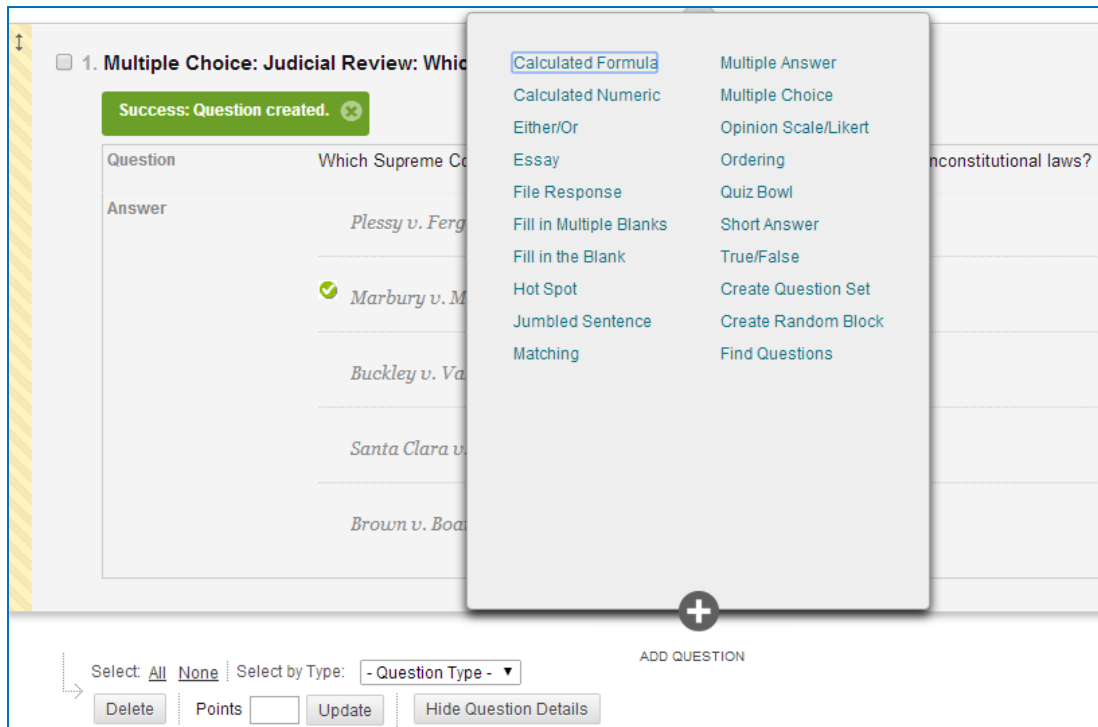 1. Multiple Choice: Judicial Review: Whic
Success: Question created.
Question Which Supreme Co nconstitutional laws?
Answer
Plessy v. Ferg
Marbury v. M
Buckley v. Va
Santa Clara v.
Brown v. Boa
Calculated Formula Multiple Answer
Calculated Numeric Multiple Choice
Either/Or Opinion Scale/Likert
Essay Ordering
File Response Quiz Bowl
Fill in Multiple Blanks Short Answer
Fill in the Blank True/False
Hot Spot Create Question Set
Jumbled Sentence Create Random Block
Matching Find Questions
ADD QUESTION
Select: All None Select by Type: - Question Type -
Delete Points Update Hide Question Details